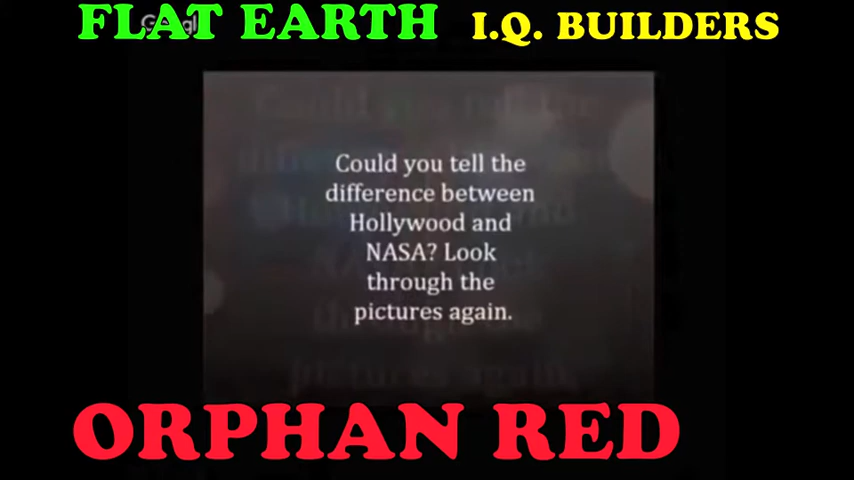 FLAT EARTH I.Q. BUILDERS
Could you tell the
difference between
Hollywood and
NASA? Look
through the
pictures again.
ORPHAN RED